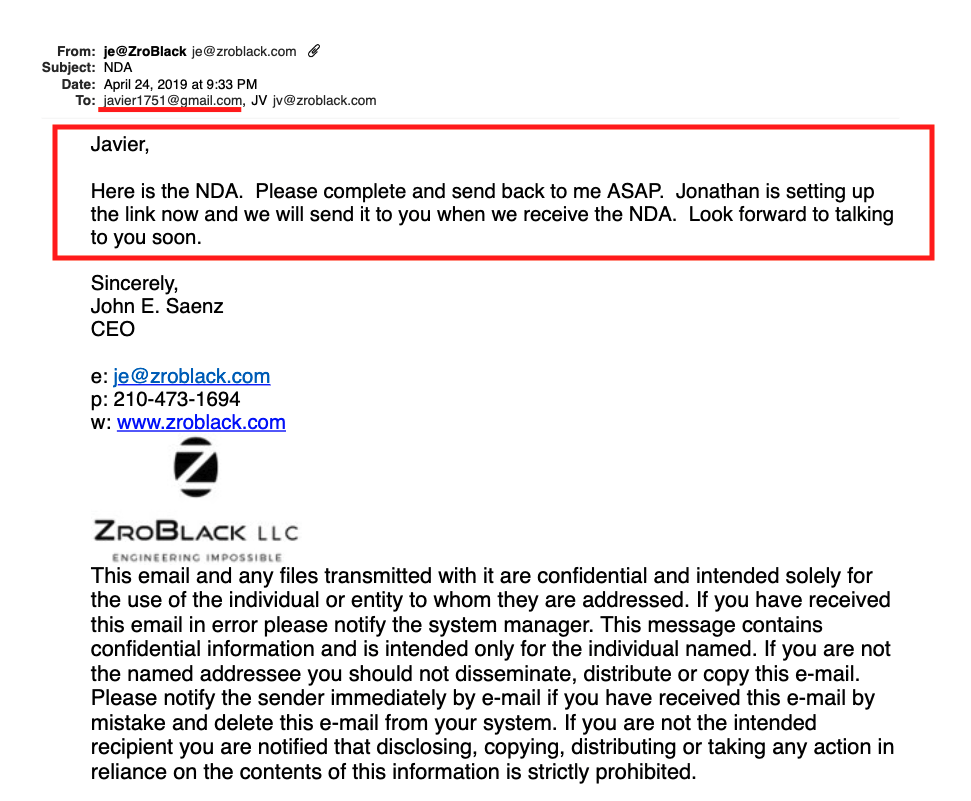 From: je@ZroBlack je@zroblack.com
Subject: NDA
Date: April 24, 2019 at 9:33 PM
To: javier1751@gmail.com, JV jv@zroblack.com
Javier,
Here is the NDA.  Please complete and send back to me ASAP.  Jonathan is setting up
the link now and we will send it to you when we receive the NDA.  Look forward to talking
to you soon.
Sincerely,
John E. Saenz
CEO
e: je@zroblack.com
p: 210-473-1694
w: www.zroblack.com
Z
ZROBLACK LLC
ENGINEERING IMPOSSIBLE
This email and any files transmitted with it are confidential and intended solely for
the use of the individual or entity to whom they are addressed. If you have received
this email in error please notify the system manager. This message contains
confidential information and is intended only for the individual named. If you are not
the named addressee you should not disseminate, distribute or copy this e-mail.
Please notify the sender immediately by e-mail if you have received this e-mail by
mistake and delete this e-mail from your system. If you are not the intended
recipient you are notified that disclosing, copying, distributing or taking any action in
reliance on the contents of this information is strictly prohibited.